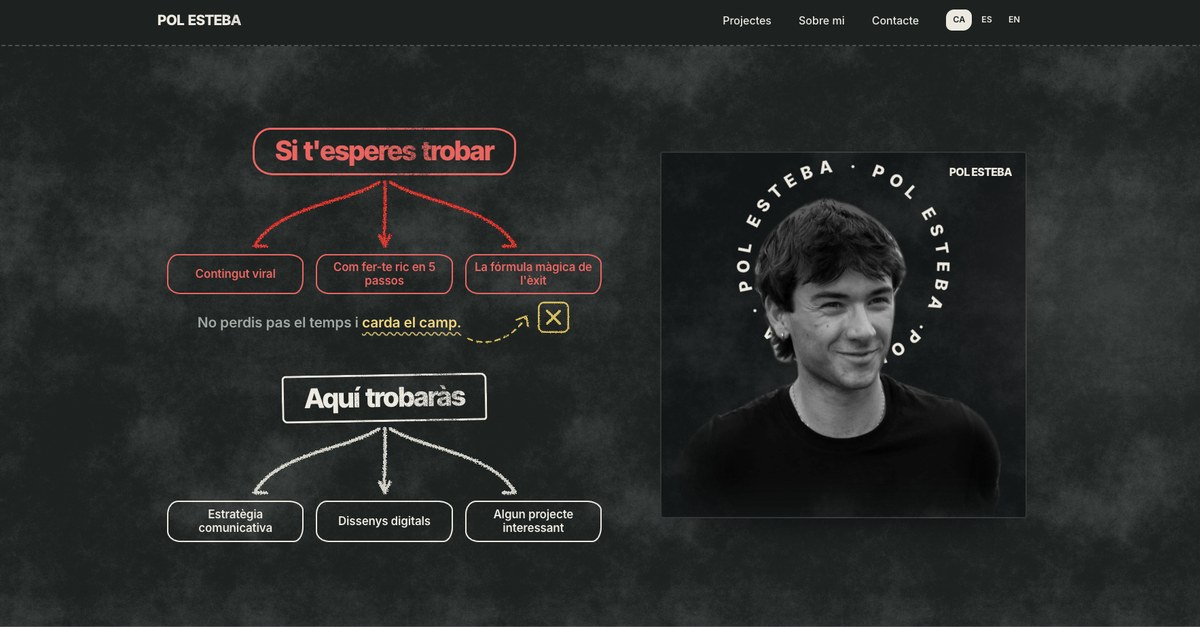 POL ESTEBA
Projectes
Sobre mi
Contacte
CA
ES
EN
Si t'esperes trobar
Contingut viral
Com fer-te ric en 5
passos
La fórmula màgica de
l'èxit
No perdis pas el temps i carda el camp.
Aquí trobaràs
Estratègia
comunicativa
Dissenys digitals
Algun projecte
interessant
POL ESTEBA · POL ESTEBA · PO
POL ESTEBA